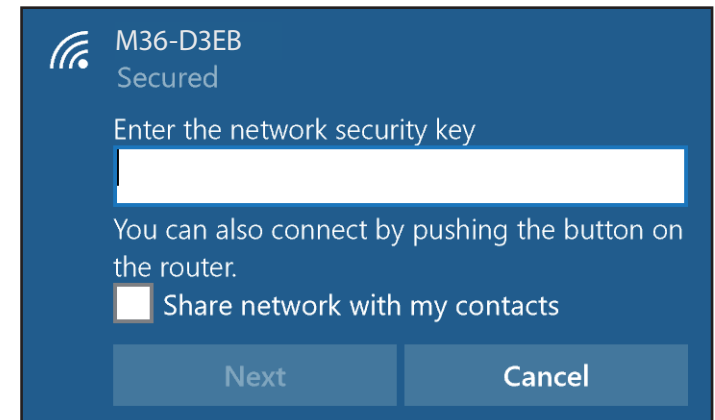 M36-D3EB
Secured
Enter the network security key
You can also connect by pushing the button on
the router.
Share network with my contacts
Next
Cancel